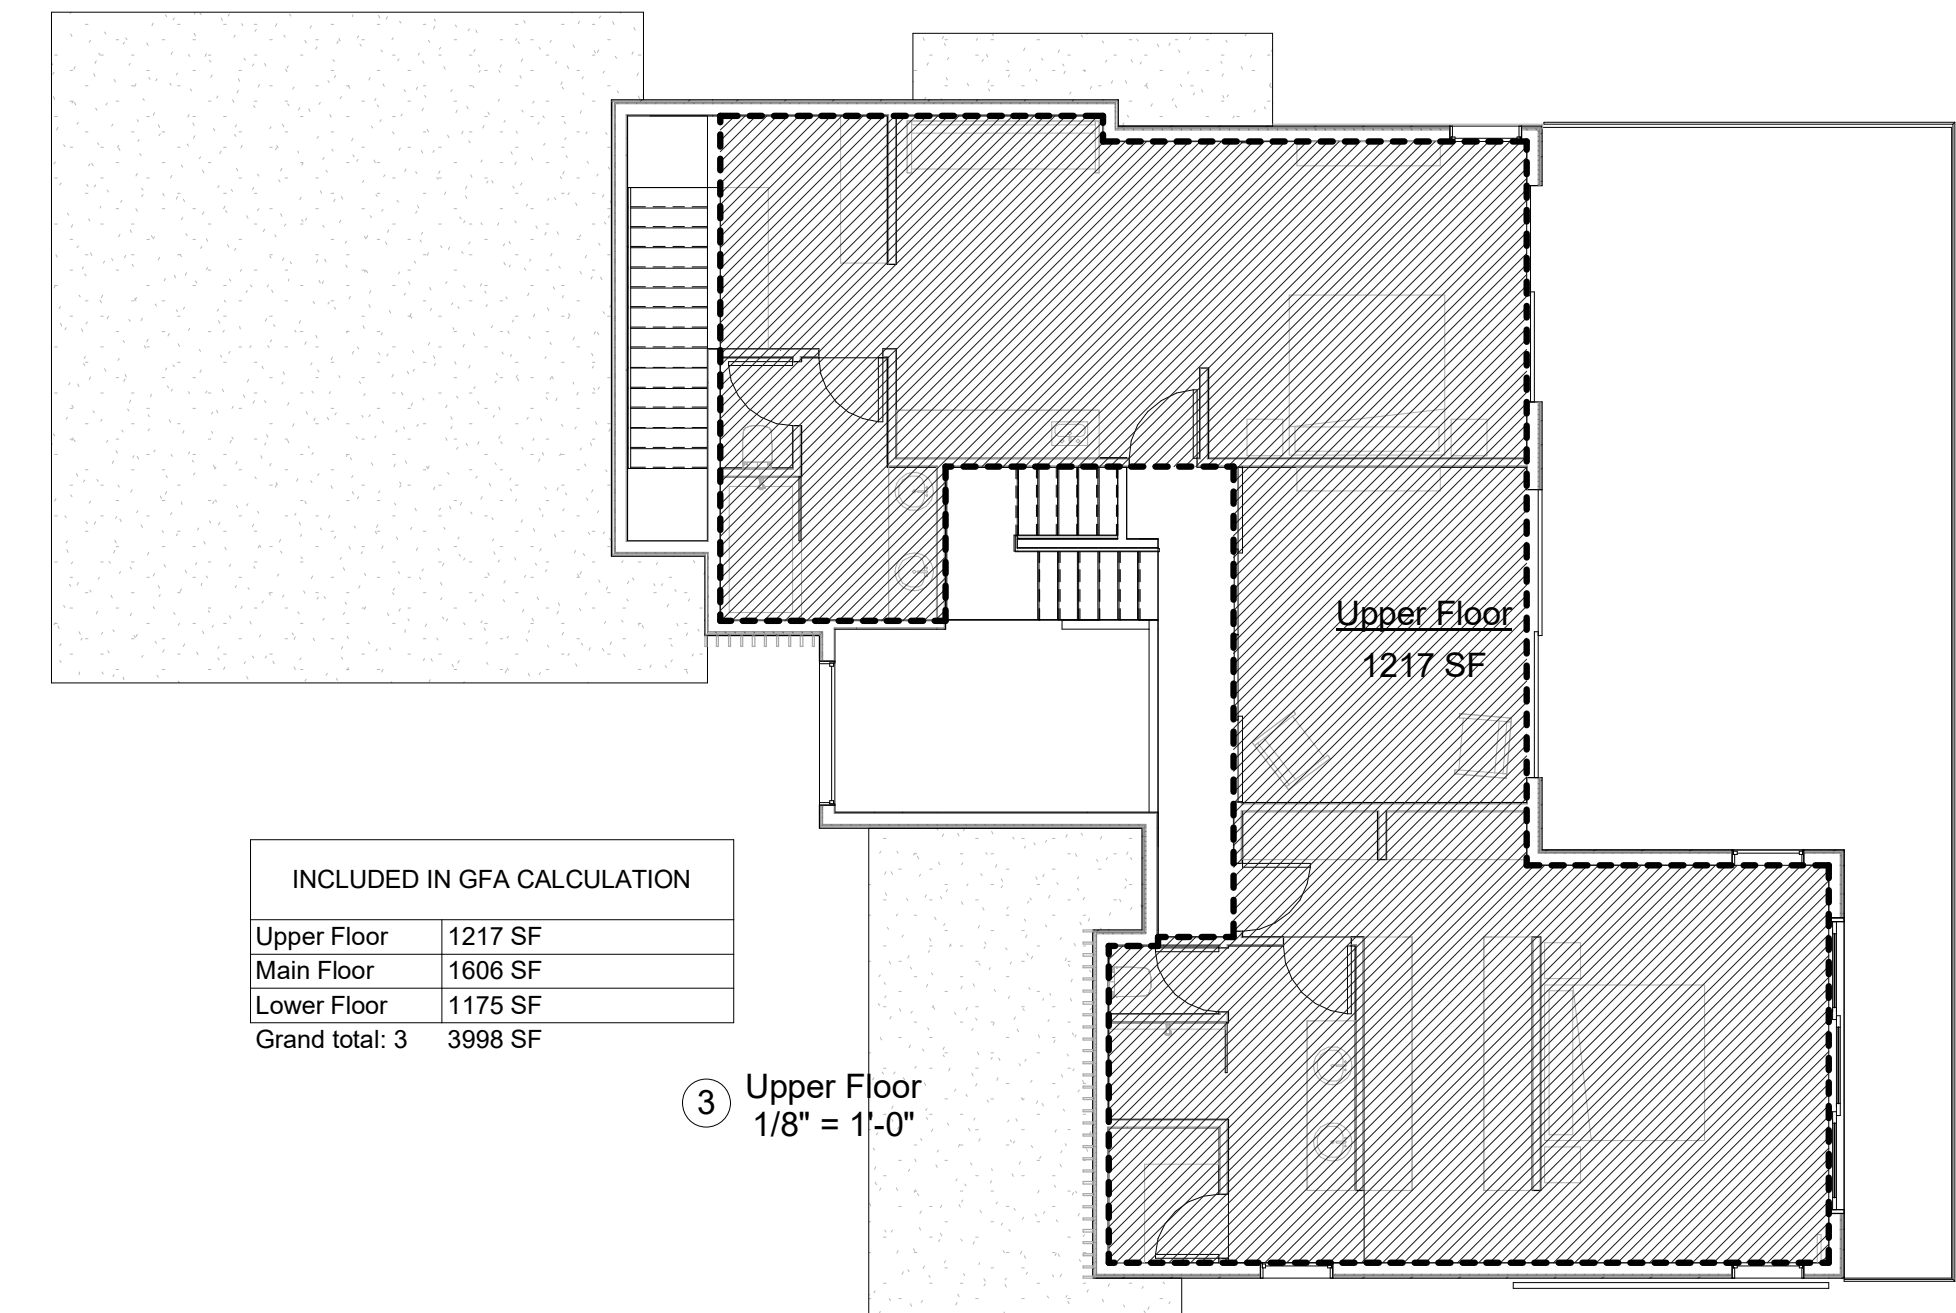 Upper Floor
1217 SF
INCLUDED IN GFA CALCULATION
Upper Floor 1217 SF
Main Floor 1606 SF
Lower Floor 1175 SF
Grand total: 3 3998 SF
3 Upper Floor
1/8" = 1'-0"